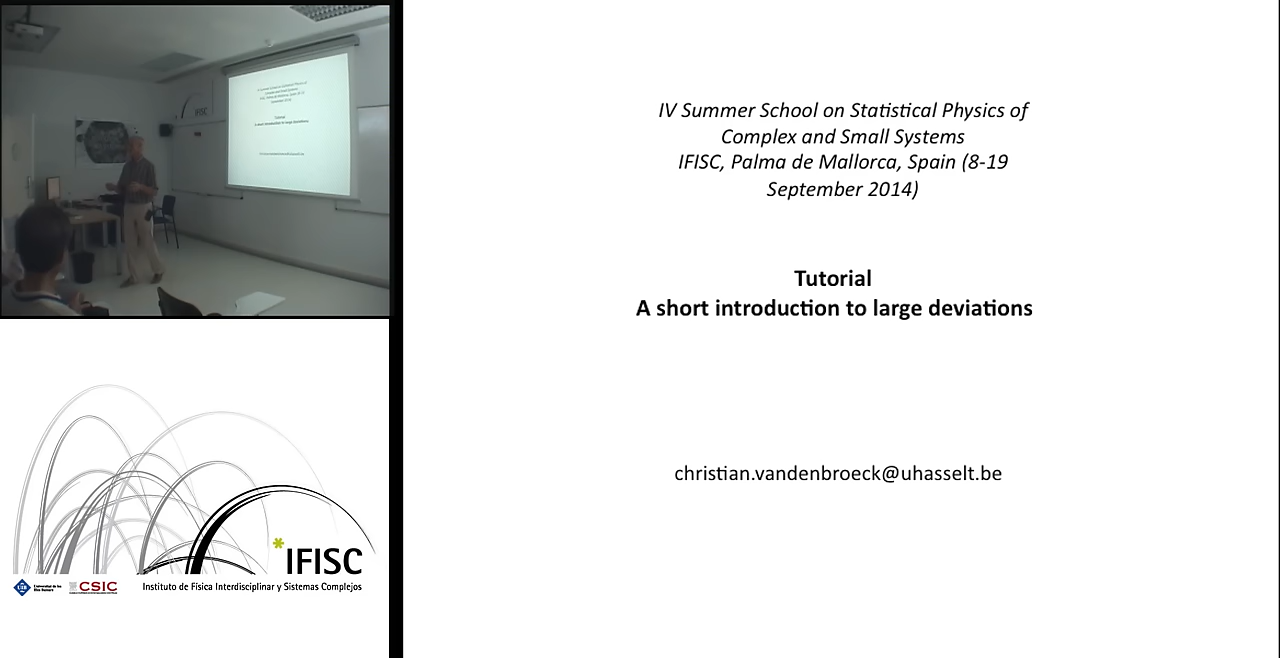 IV Summer School on Statistical Physics of
Complex and Small Systems
IFISC, Palma de Mallorca, Spain (8-19
September 2014)
Tutorial
A short introduction to large deviations
christian.vandenbroeck@uhasselt.be
*IFISC
CSIC
Instituto de Física Interdisciplinar y Sistemas Complejos